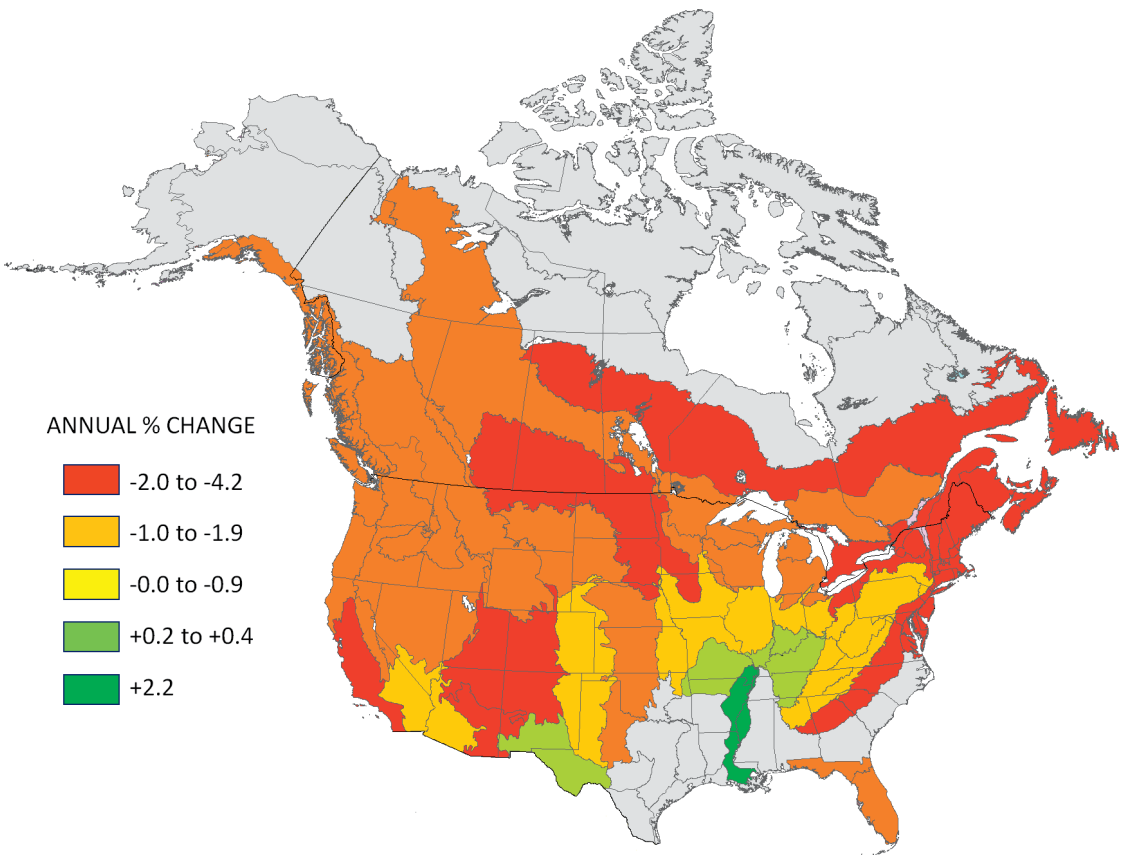 ANNUAL % CHANGE
-2.0 to -4.2
-1.0 to -1.9
-0.0 to -0.9
+0.2 to +0.4
+2.2